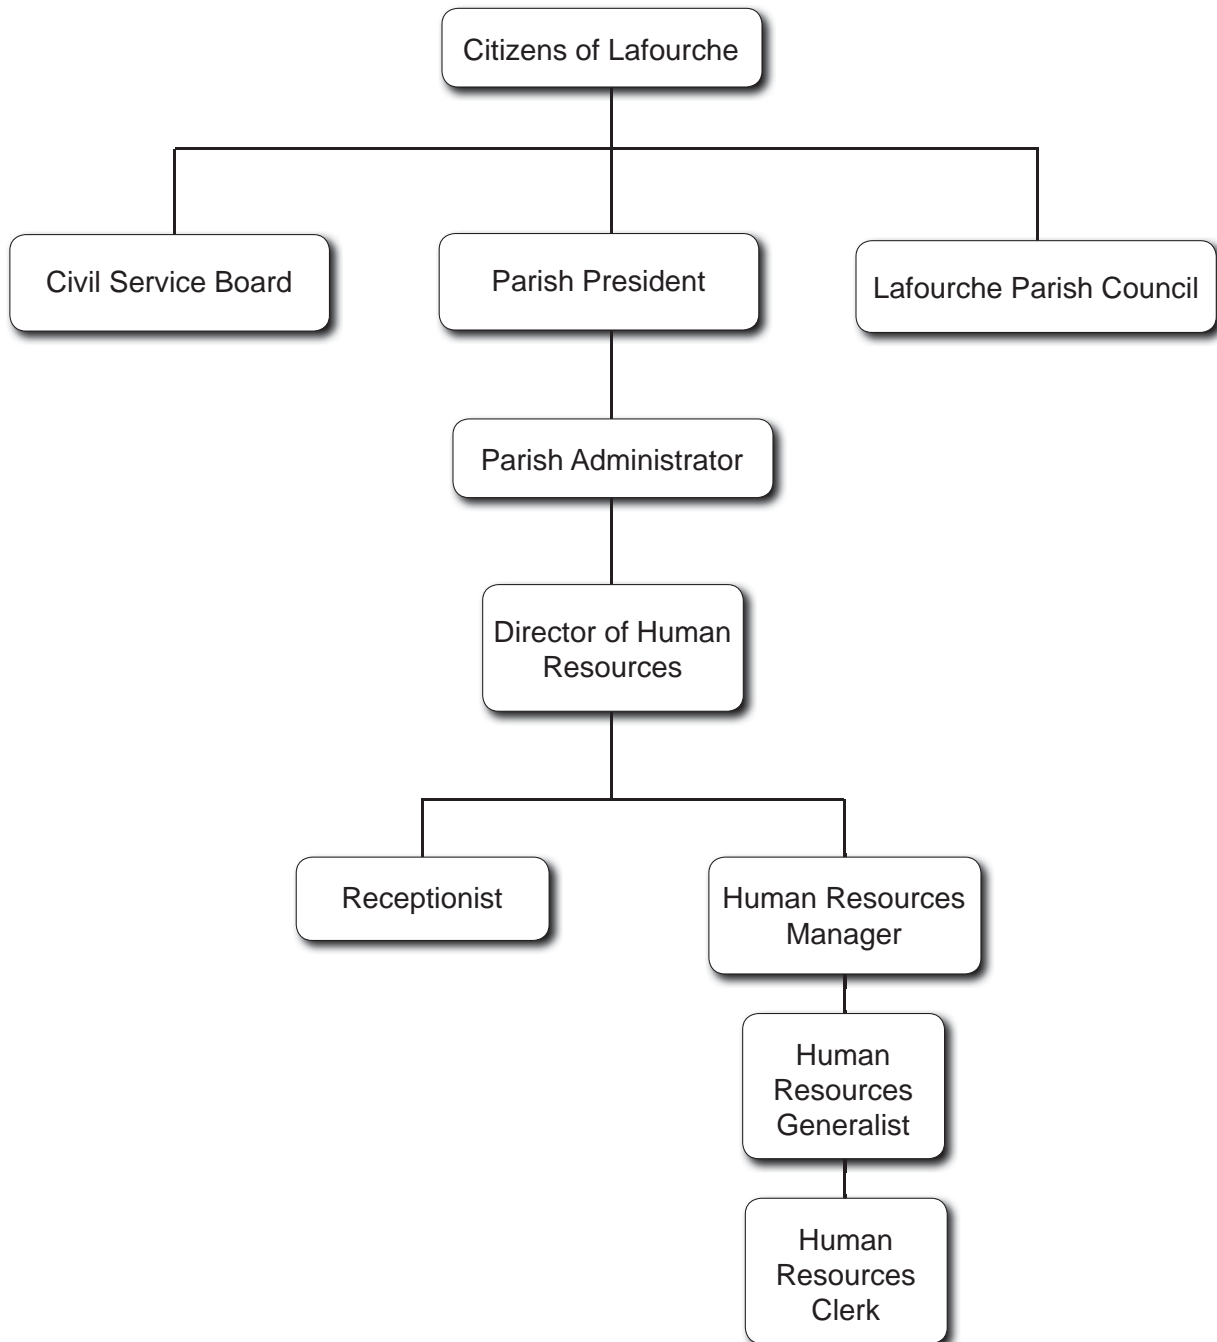 Citizens of Lafourche
Civil Service Board
Parish President
Lafourche Parish Council
Parish Administrator
Director of Human
Resources
Receptionist
Human Resources
Manager
Human
Resources
Generalist
Human
Resources
Clerk